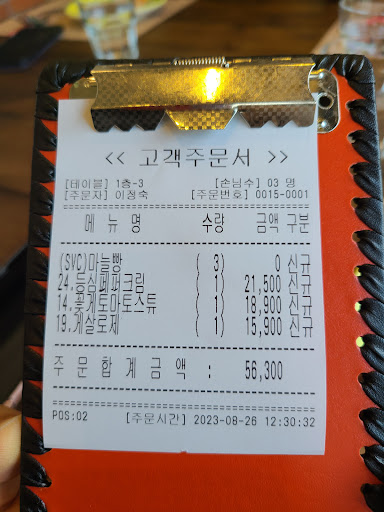 << 고객주문서 >>
[테이블] 1층-3 [손님수] 03 명
[주문자] 이정숙 [주문번호] 0015-0001
메 뉴 명 수량 금액 구분
(SVC)마늘빵 ( 3) 0 신규
24.등심페퍼크림 ( 1) 21,500 신규
14.꽃게토마토스튜 ( 1) 18,900 신규
19.게살로제 ( 1) 15,900 신규
주 문 합 계 금 액 : 56,300
POS:02 [주문시간] 2023-08-26 12:30:32